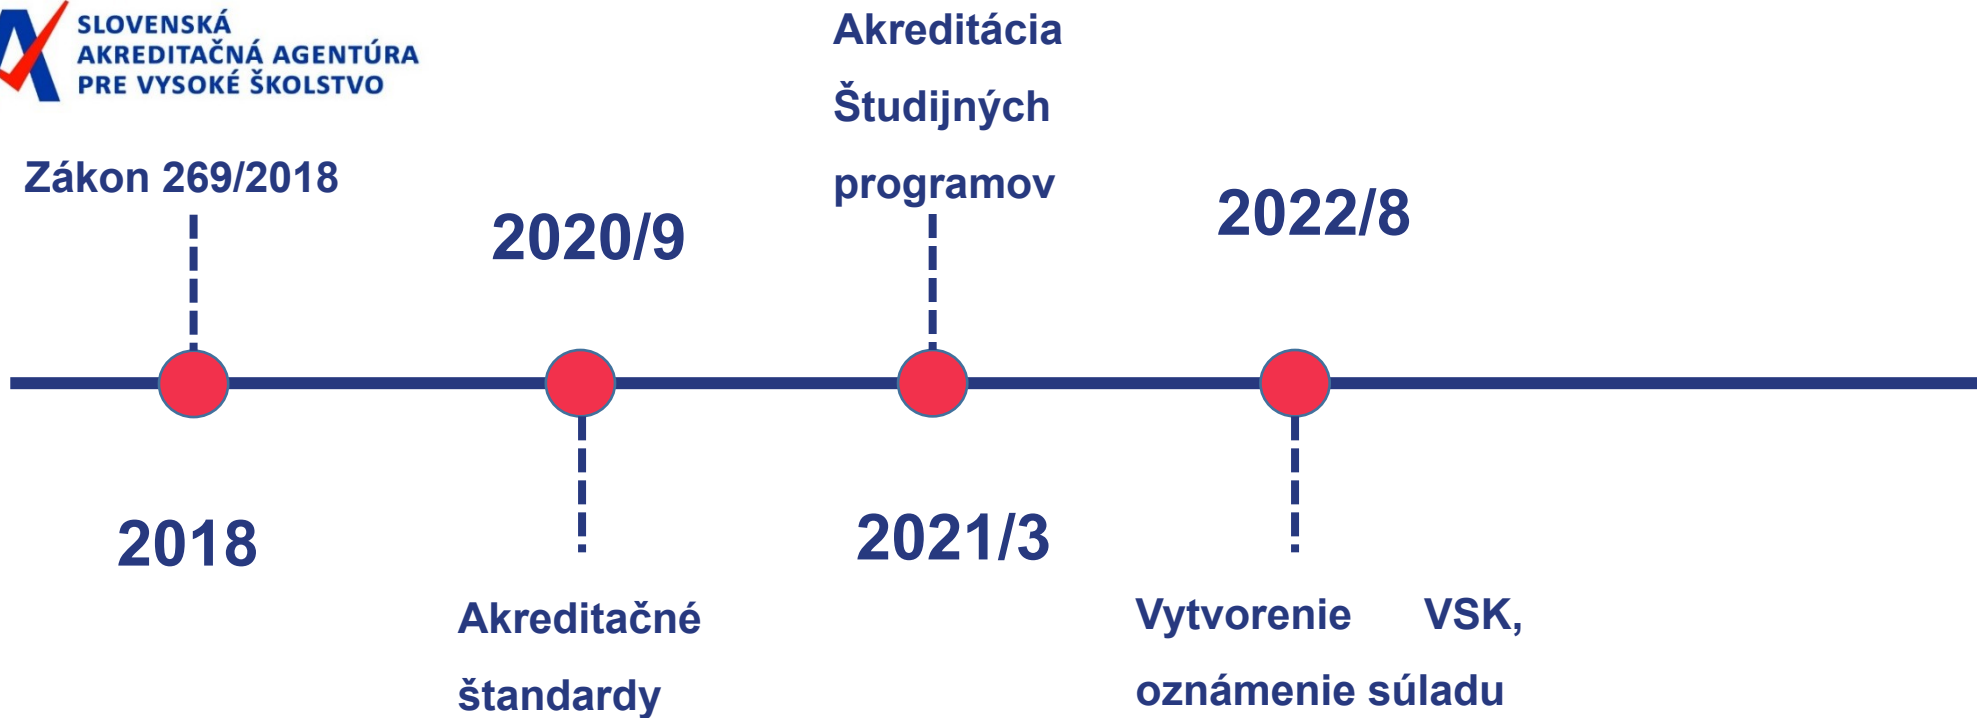 SLOVENSKÁ
AKREDITAČNÁ AGENTÚRA
PRE VYSOKÉ ŠKOLSTVO
Zákon 269/2018
2018
2020/9
Akreditačné
štandardy
Akreditácia
Študijných
programov
2021/3
2022/8
Vytvorenie VSK,
oznámenie súladu